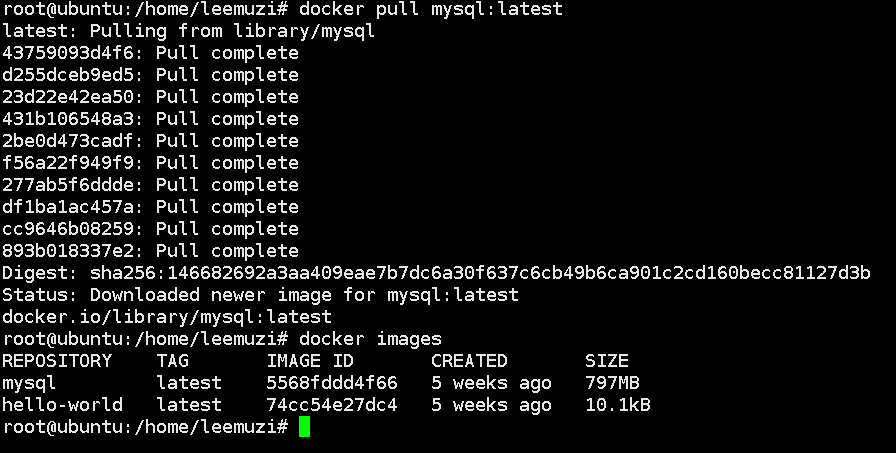 root@ubuntu:/home/leemuzi# docker pull mysql:latest
latest: Pulling from library/mysql
43759093d4f6: Pull complete
d255dceb9ed5: Pull complete
23d22e42ea50: Pull complete
431b106548a3: Pull complete
2be0d473cadf: Pull complete
f56a22f949f9: Pull complete
277ab5f6ddde: Pull complete
df1ba1ac457a: Pull complete
cc9646b08259: Pull complete
893b018337e2: Pull complete
Digest: sha256:146682692a3aa409eae7b7dc6a30f637c6cb49b6ca901c2cd160becc81127d3b
Status: Downloaded newer image for mysql:latest
docker.io/library/mysql:latest
root@ubuntu:/home/leemuzi# docker images
REPOSITORY    TAG       IMAGE ID       CREATED       SIZE
mysql         latest    5568fddd4f66   5 weeks ago   797MB
hello-world   latest    74cc54e27dc4   5 weeks ago   10.1kB
root@ubuntu:/home/leemuzi#